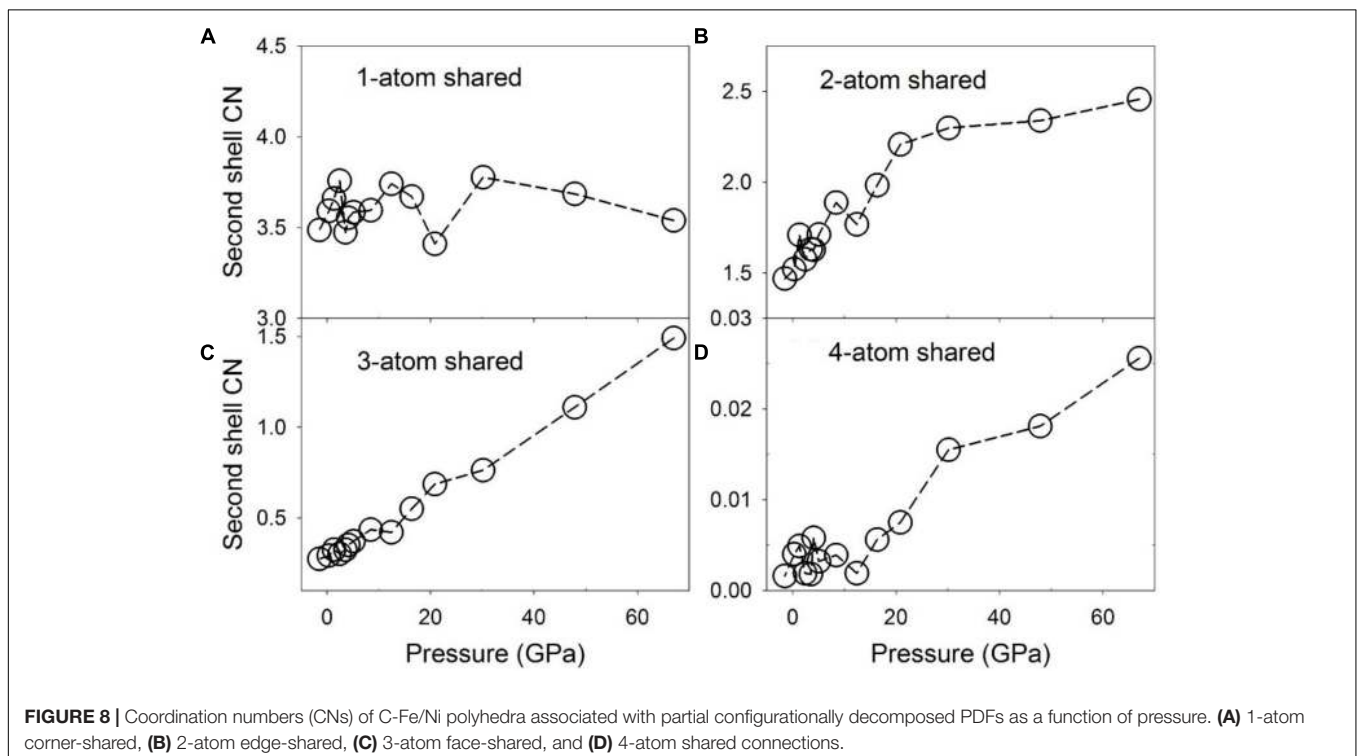 A
B
4.5
4.0
3.5
3.0
Second shell CN
1-atom shared
2.5
2.0
1.5
0.03
2-atom shared
C
D
1.5
1.0
0.5
Second shell CN
3-atom shared
0 20 40 60
Pressure (GPa)
0.02
0.01
0.00
4-atom shared
0 20 40 60
Pressure (GPa)
FIGURE 8 | Coordination numbers (CNs) of C-Fe/Ni polyhedra associated with partial configurationally decomposed PDFs as a function of pressure. (A) 1-atom
corner-shared, (B) 2-atom edge-shared, (C) 3-atom face-shared, and (D) 4-atom shared connections.